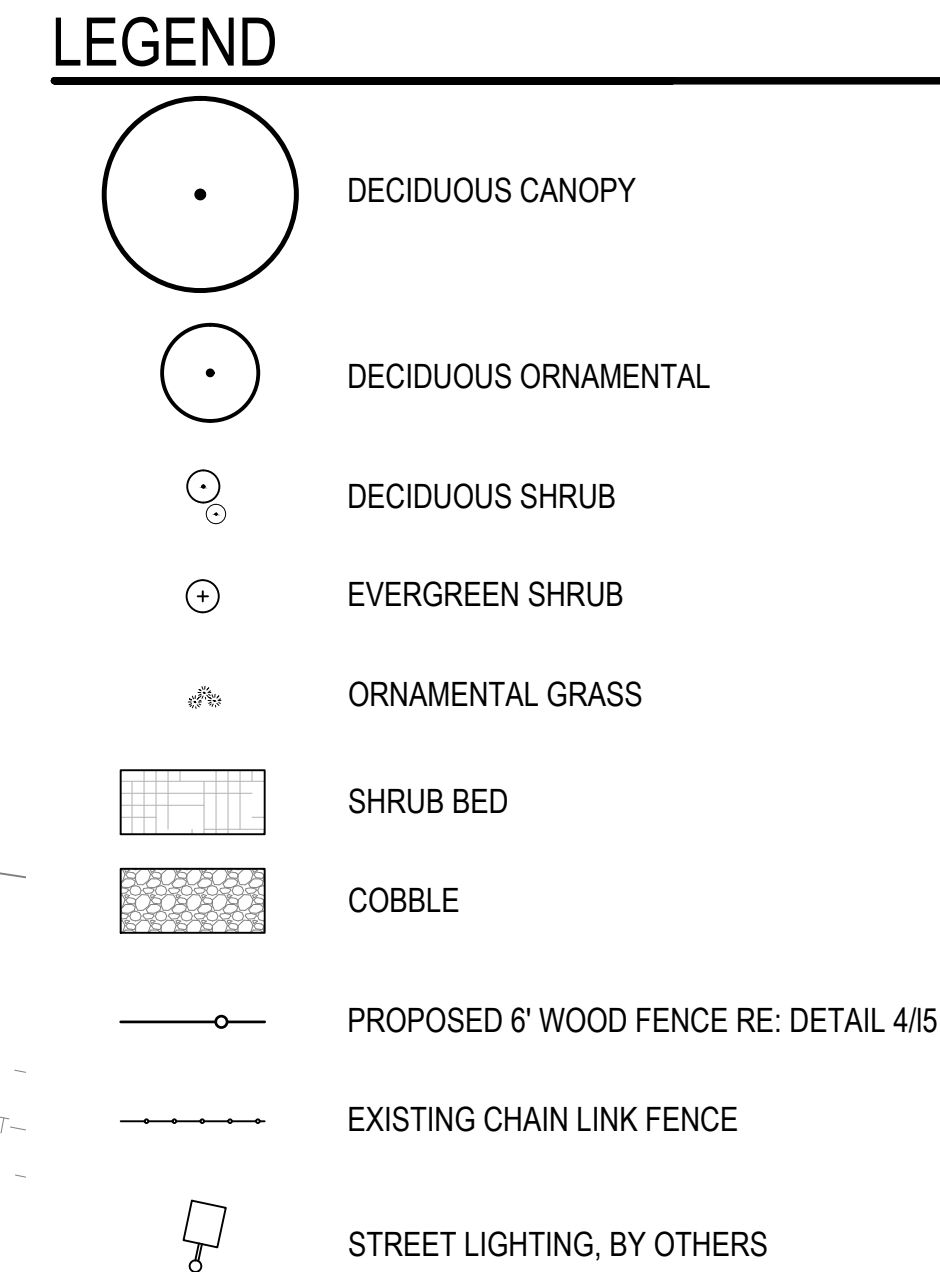 LEGEND
DECIDUOUS CANOPY
DECIDUOUS ORNAMENTAL
DECIDUOUS SHRUB
EVERGREEN SHRUB
ORNAMENTAL GRASS
SHRUB BED
COBBLE
PROPOSED 6' WOOD FENCE RE: DETAIL 4/I5
EXISTING CHAIN LINK FENCE
STREET LIGHTING, BY OTHERS